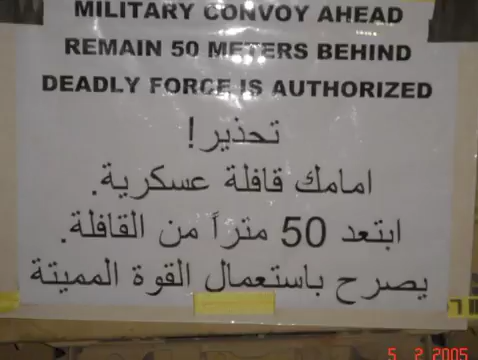 MILITARY CONVOY AHEAD
REMAIN 50 METERS BEHIND
DEADLY FORCE IS AUTHORIZED
تحذير!
امامك قافلة عسكرية.
ابتعد 50 متراً من القافلة.
يصرح باستعمال القوة المميتة
5 2 2005